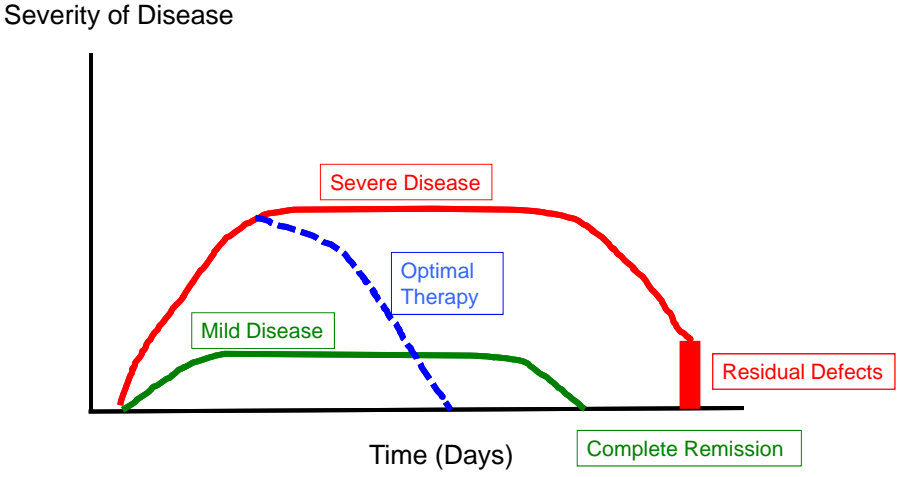 Severity of Disease
Severe Disease
Optimal
Therapy
Mild Disease
Residual Defects
Time (Days)
Complete Remission